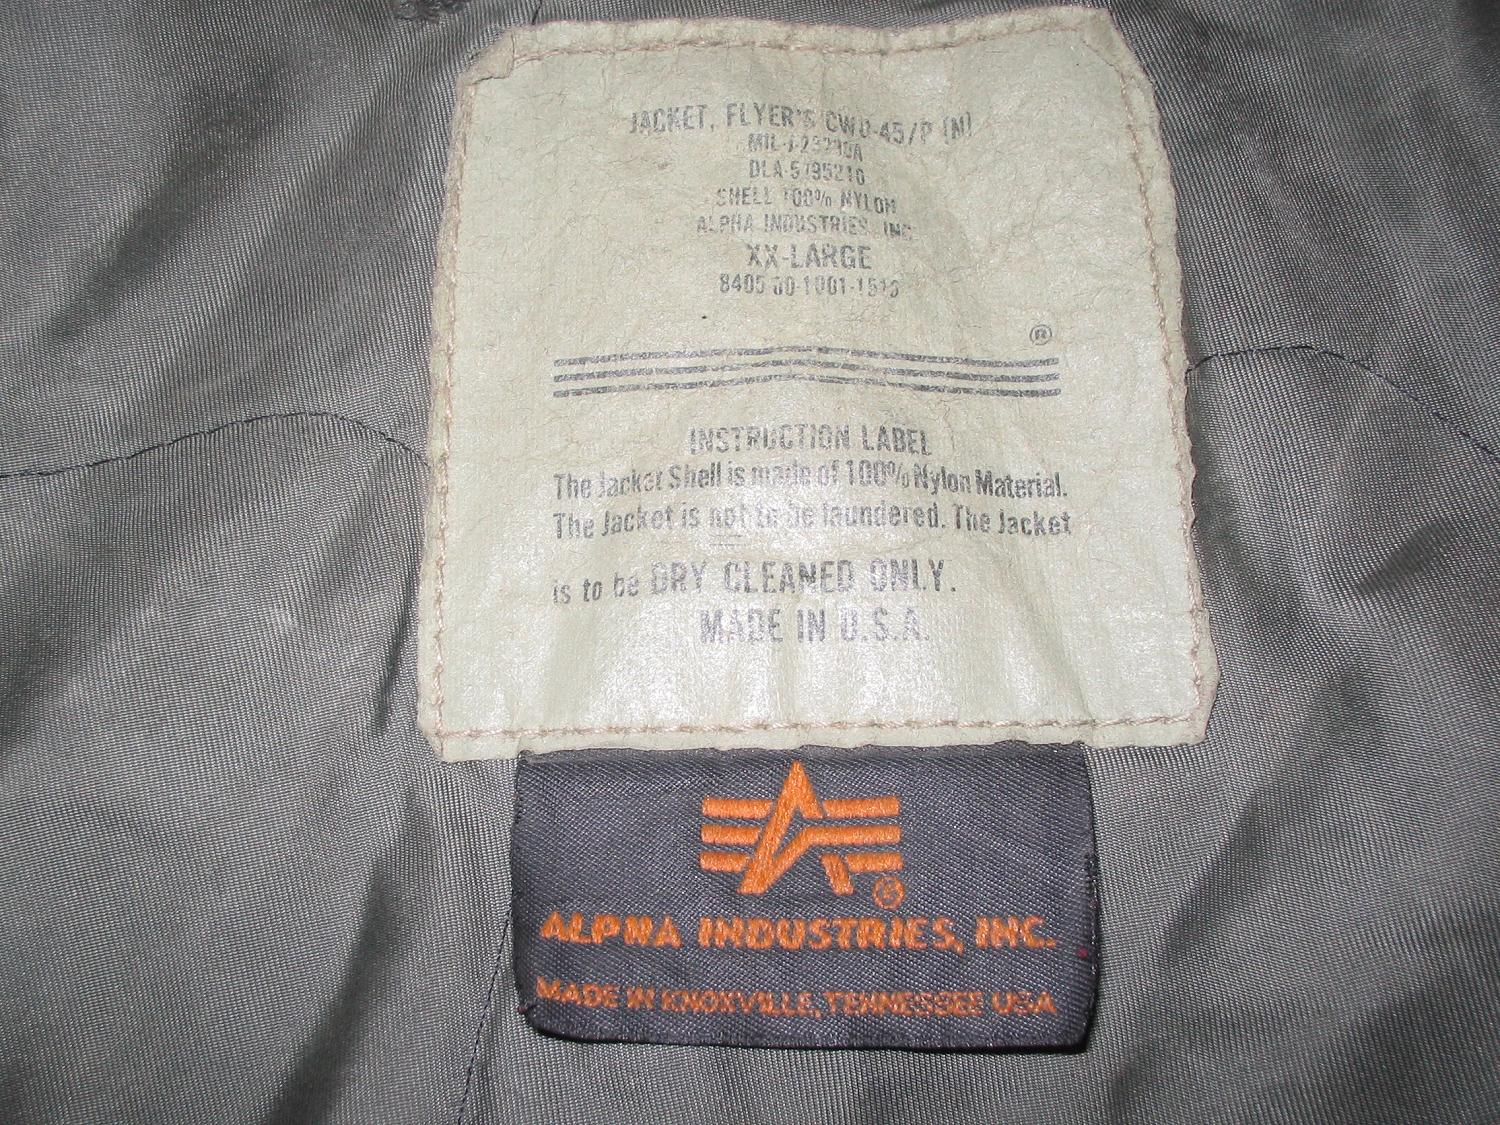 JACKET, FLYER'S CWU-45/P (N)
DLA-5795210
SHELL 100% NYLON
ALPHA INDUSTRIES, INC
XX-LARGE
®
INSTRUCTION LABEL
The Jacket Shell is made of 100% Nylon Material.
The Jacket is not to be laundered. The Jacket
is to be DRY CLEANED ONLY.
MADE IN U.S.A.
®
ALPHA INDUSTRIES, INC.
MADE IN KNOXVILLE, TENNESSEE USA